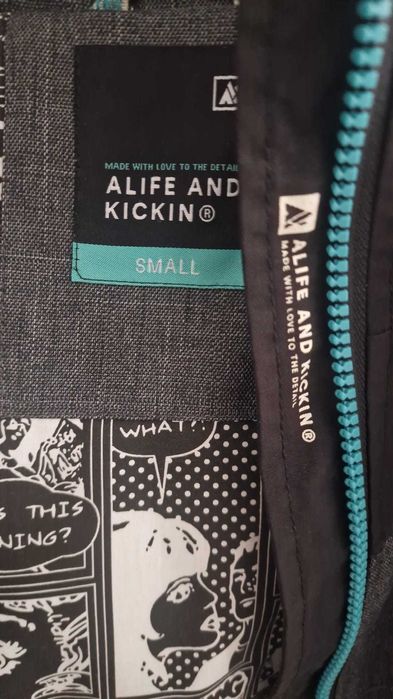 MADE WITH LOVE TO THE DETAIL
ALIFE AND
KICKIN®
SMALL
ALIFE AND KICKIN®
MADE WITH LOVE TO THE DETAIL
WHAT?!
THIS